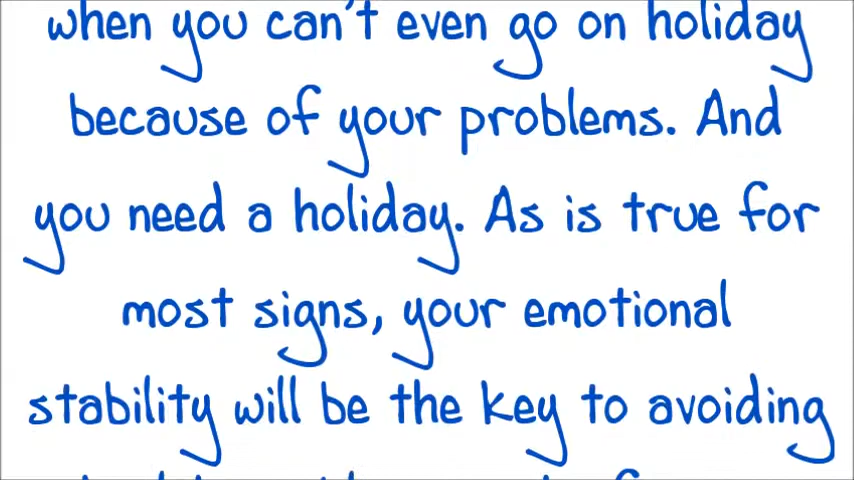 when you can't even go on holiday
because of your problems. And
you need a holiday. As is true for
most signs, your emotional
stability will be the key to avoiding